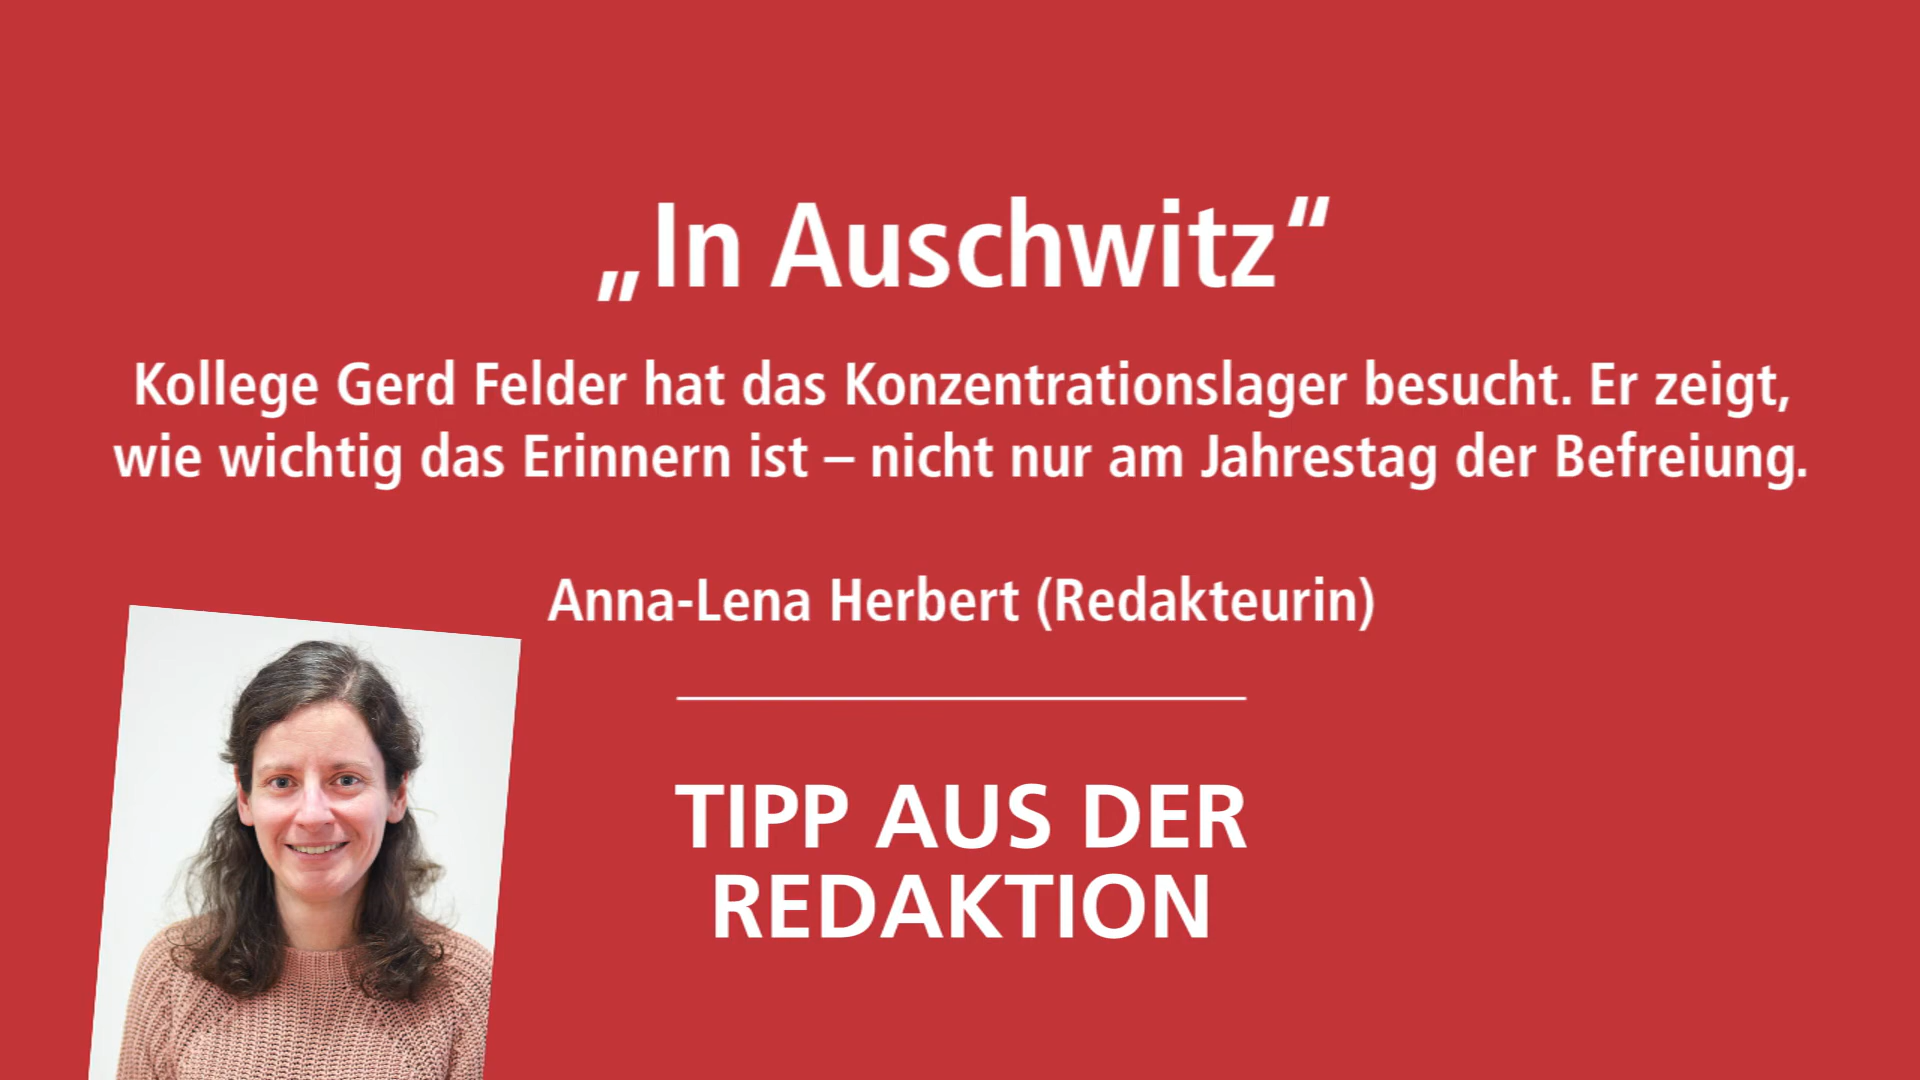 „In Auschwitz“
Kollege Gerd Felder hat das Konzentrationslager besucht. Er zeigt,
wie wichtig das Erinnern ist – nicht nur am Jahrestag der Befreiung.
Anna-Lena Herbert (Redakteurin)
TIPP AUS DER
REDAKTION